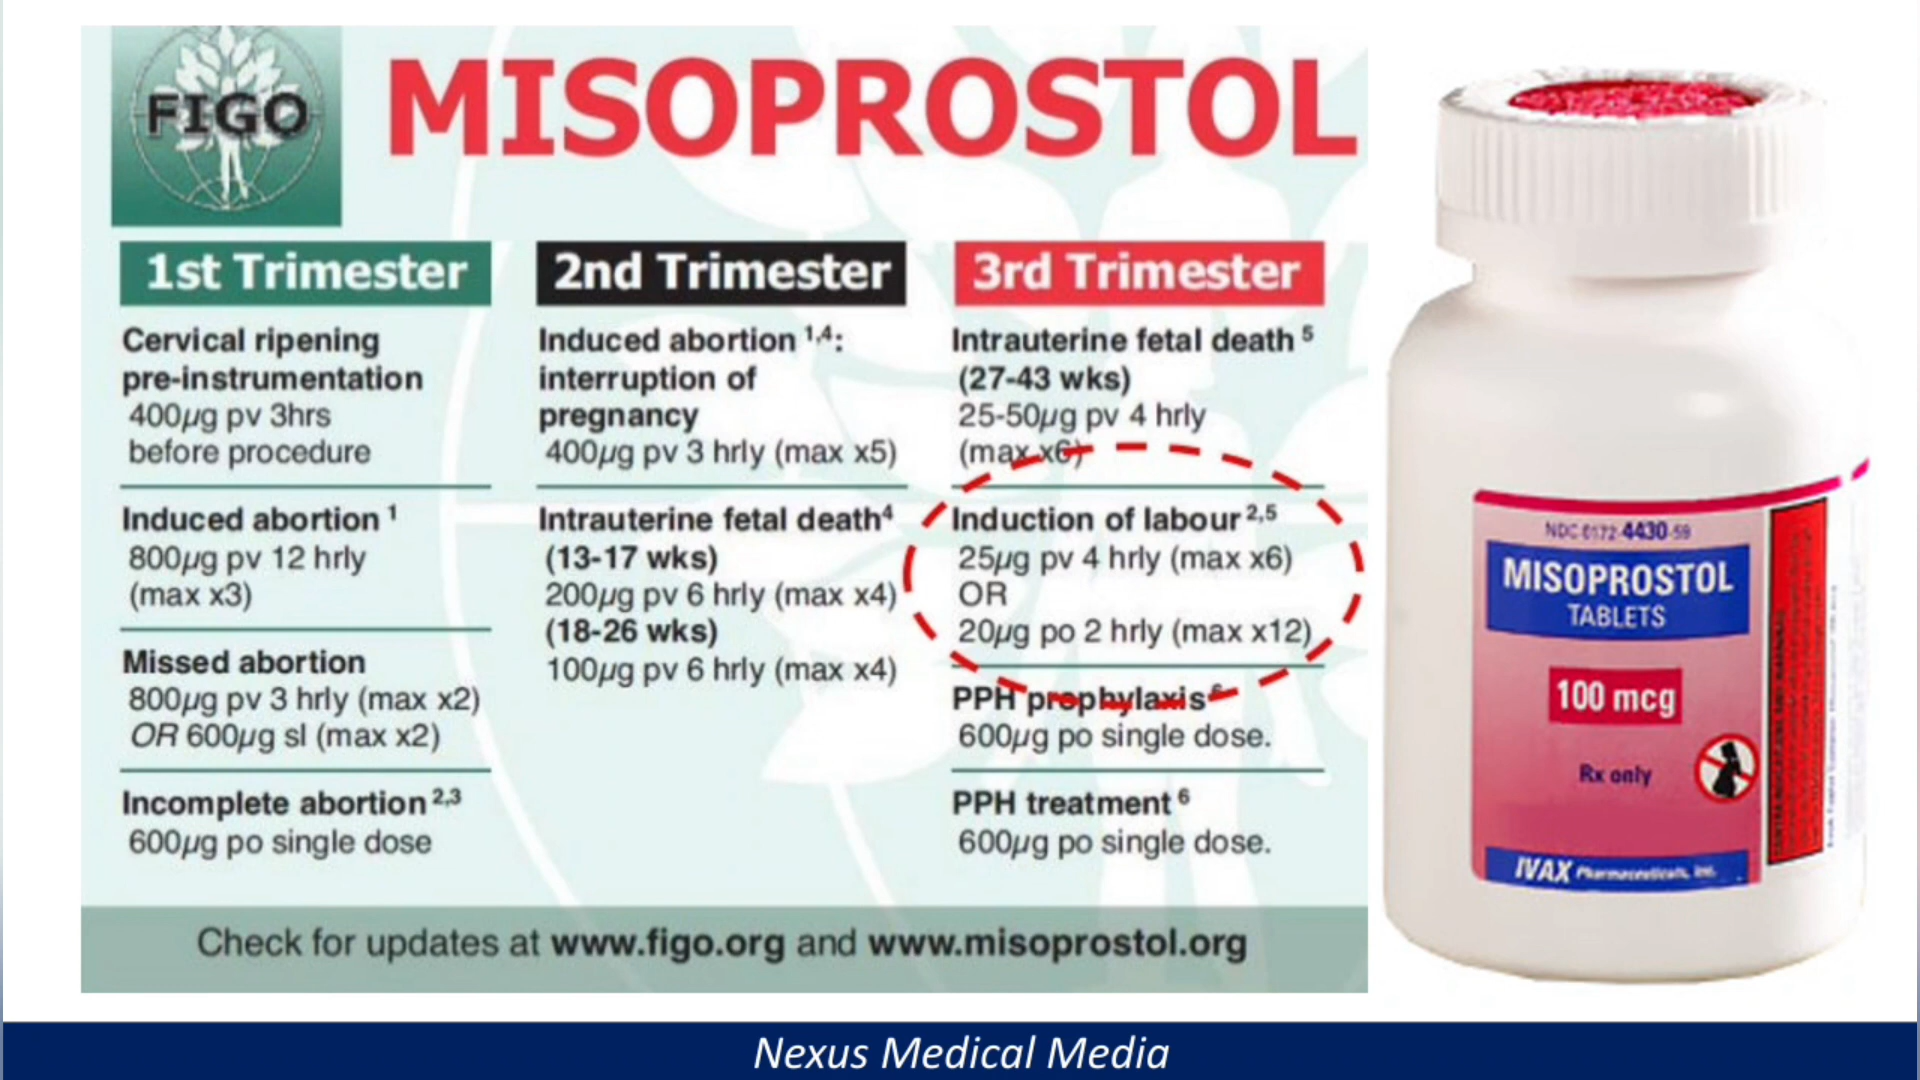 FIGO
MISOPROSTOL
1st Trimester
Cervical ripening
pre-instrumentation
400µg pv 3hrs
before procedure
Induced abortion 1
800µg pv 12 hrly
(max x3)
Missed abortion
800µg pv 3 hrly (max x2)
OR 600µg sl (max x2)
Incomplete abortion 2,3
600µg po single dose
2nd Trimester
Induced abortion 1,4:
interruption of
pregnancy
400µg pv 3 hrly (max x5)
Intrauterine fetal death4
(13-17 wks)
200µg pv 6 hrly (max x4)
(18-26 wks)
100µg pv 6 hrly (max x4)
3rd Trimester
Intrauterine fetal death 5
(27-43 wks)
25-50µg pv 4 hrly
(max x6)
Induction of labour 2,5
25µg pv 4 hrly (max x6)
OR
20µg po 2 hrly (max x12)
PPH prophylaxis
600µg po single dose.
PPH treatment 6
600µg po single dose.
Check for updates at www.figo.org and www.misoprostol.org
NDC 0172-4430-59
MISOPROSTOL
TABLETS
100 mcg
Rx only
IVAX Pharmaceuticals, Inc.
Nexus Medical Media